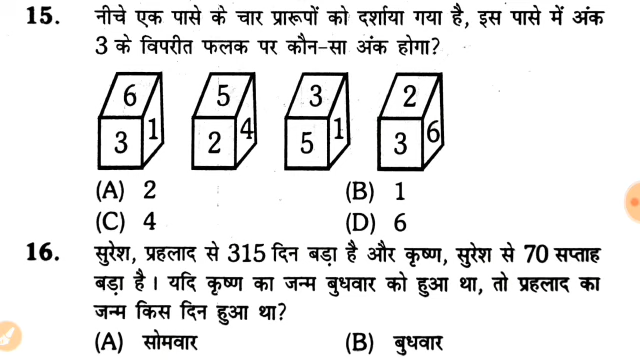 15. नीचे एक पासे के चार प्रारूपों को दर्शाया गया है, इस पासे में अंक
3 के विपरीत फलक पर कौन-सा अंक होगा?
6 5 3 2
3 1 2 4 5 1 3 6
(A) 2 (B) 1
(C) 4 (D) 6
16. सुरेश, प्रहलाद से 315 दिन बड़ा है और कृष्ण, सुरेश से 70 सप्ताह
बड़ा है। यदि कृष्ण का जन्म बुधवार को हुआ था, तो प्रहलाद का
जन्म किस दिन हुआ था?
(A) सोमवार (B) बुधवार